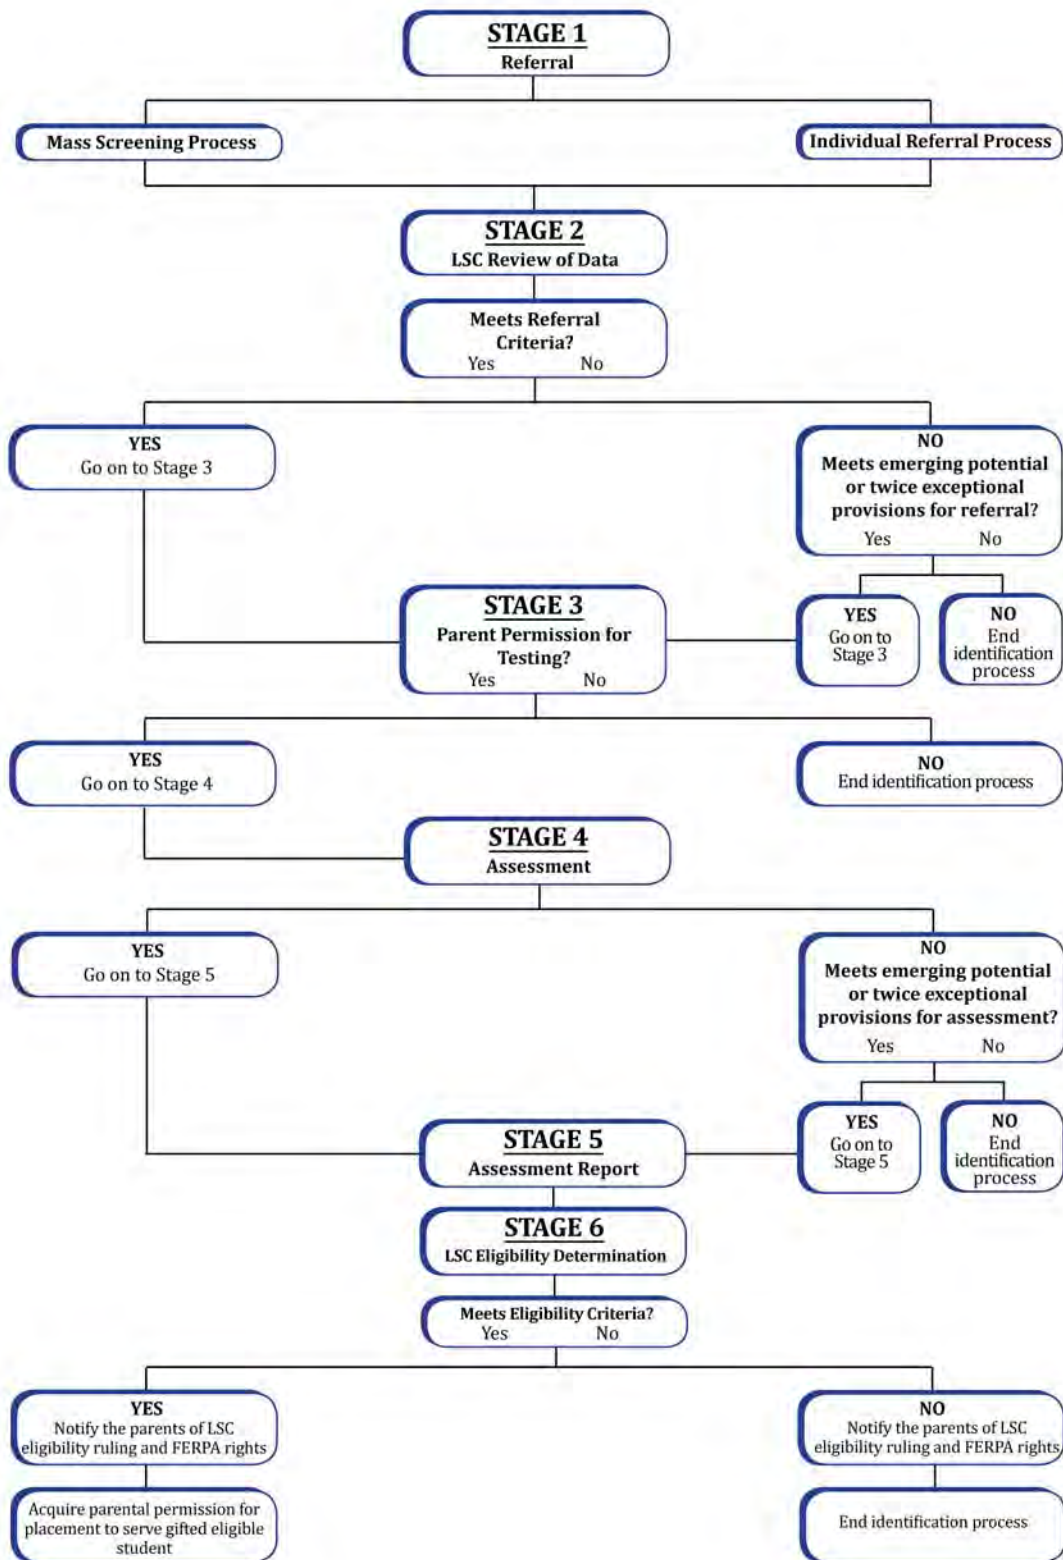 STAGE 1
Referral
Mass Screening Process
Individual Referral Process
STAGE 2
LSC Review of Data
Meets Referral
Criteria?
Yes No
YES
Go on to Stage 3
NO
Meets emerging potential
or twice exceptional
provisions for referral?
Yes No
STAGE 3
Parent Permission for
Testing?
Yes No
YES
Go on to
Stage 3
NO
End
identification
process
YES
Go on to Stage 4
NO
End identification process
STAGE 4
Assessment
YES
Go on to Stage 5
NO
Meets emerging potential
or twice exceptional
provisions for assessment?
Yes No
STAGE 5
Assessment Report
YES
Go on to
Stage 5
NO
End
identification
process
STAGE 6
LSC Eligibility Determination
Meets Eligibility Criteria?
Yes No
YES
Notify the parents of LSC
eligibility ruling and FERPA rights
NO
Notify the parents of LSC
eligibility ruling and FERPA rights
Acquire parental permission for
placement to serve gifted eligible
student
End identification process